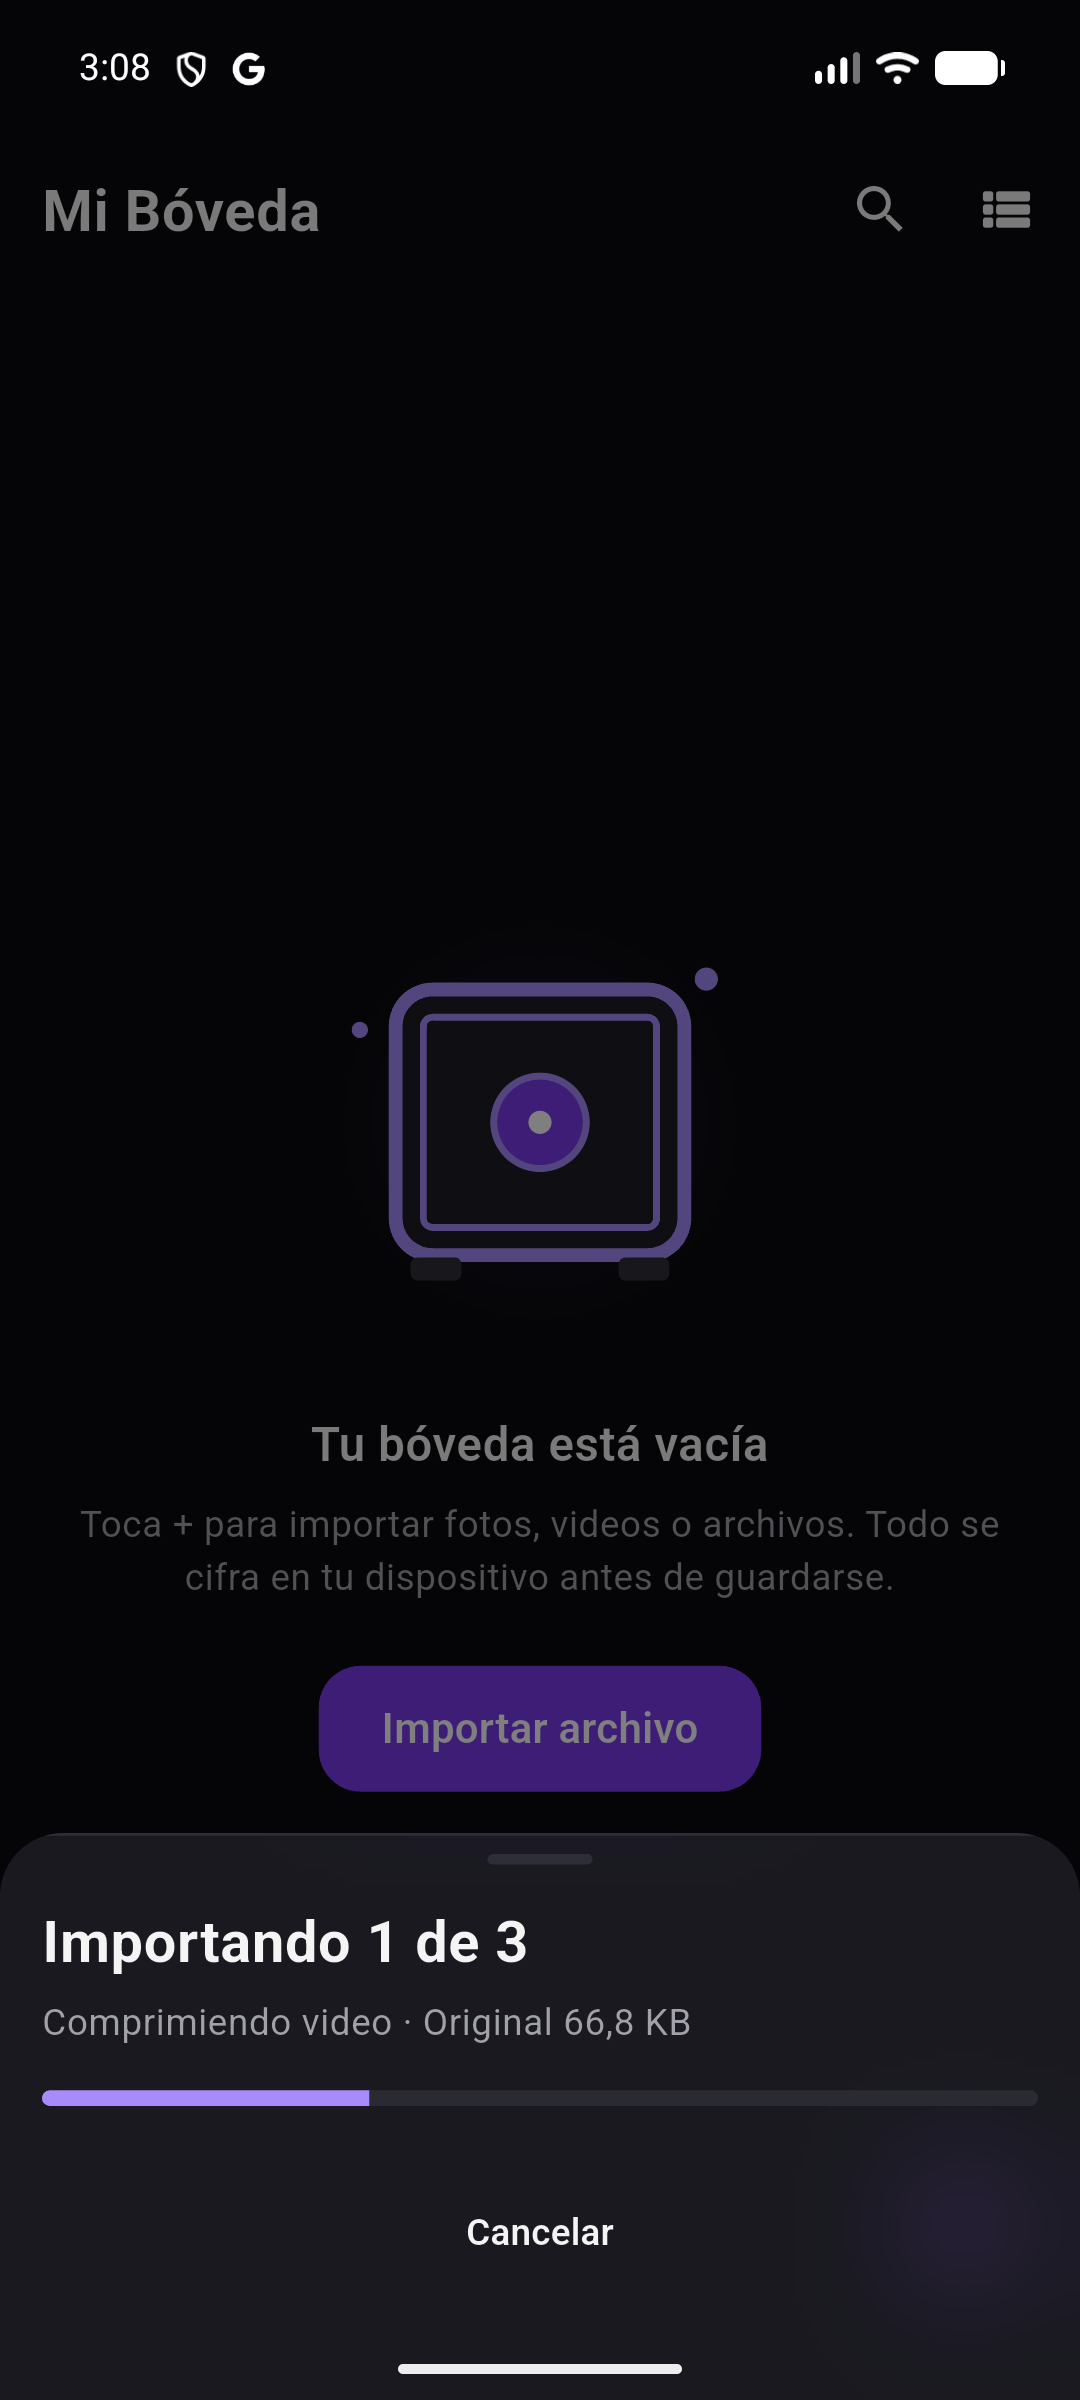 3:08
Mi Bóveda
Tu bóveda está vacía
Toca + para importar fotos, videos o archivos. Todo se
cifra en tu dispositivo antes de guardarse.
Importar archivo
Importando 1 de 3
Comprimiendo video · Original 66,8 KB
Cancelar